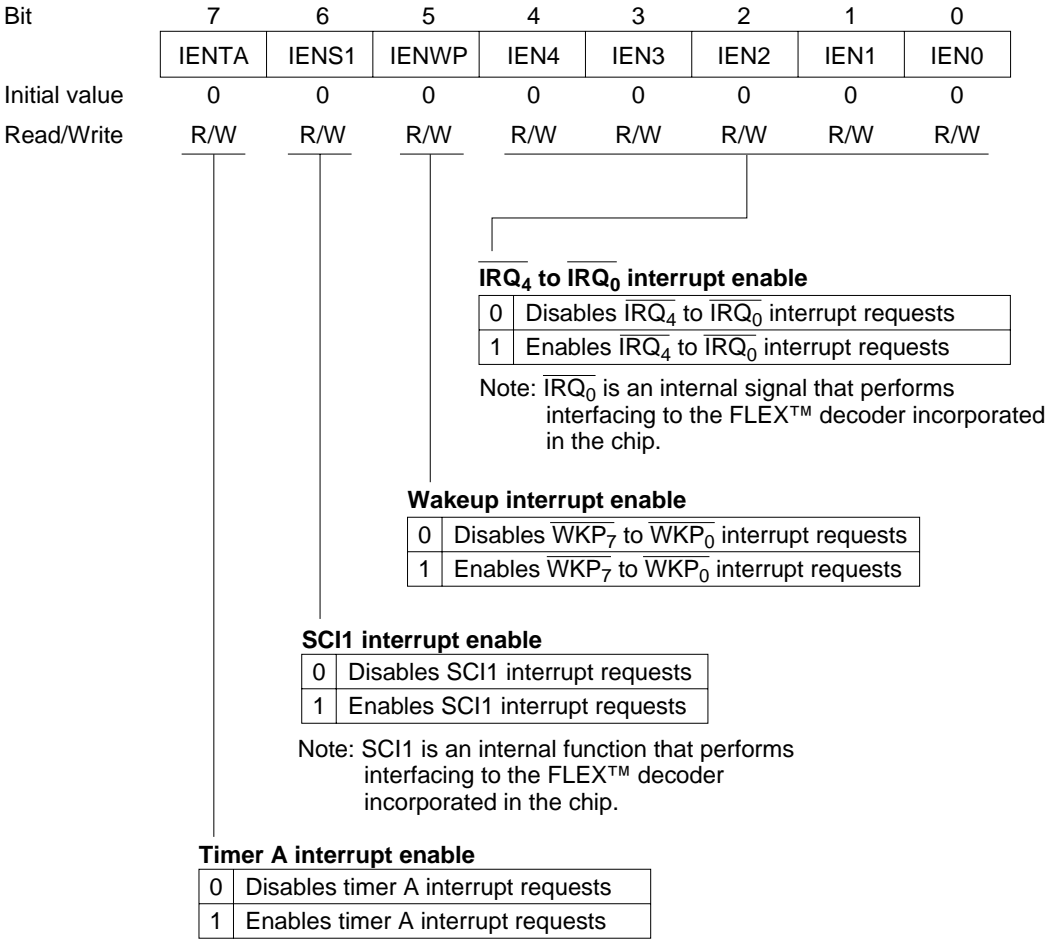 Bit 7 6 5 4 3 2 1 0
IENTA IENS1 IENWP IEN4 IEN3 IEN2 IEN1 IEN0
Initial value 0 0 0 0 0 0 0 0
Read/Write R/W R/W R/W R/W R/W R/W R/W R/W
IRQ4 to IRQ0 interrupt enable
0 Disables IRQ4 to IRQ0 interrupt requests
1 Enables IRQ4 to IRQ0 interrupt requests
Note: IRQ0 is an internal signal that performs
interfacing to the FLEX™ decoder incorporated
in the chip.
Wakeup interrupt enable
0 Disables WKP7 to WKP0 interrupt requests
1 Enables WKP7 to WKP0 interrupt requests
SCI1 interrupt enable
0 Disables SCI1 interrupt requests
1 Enables SCI1 interrupt requests
Note: SCI1 is an internal function that performs
interfacing to the FLEX™ decoder
incorporated in the chip.
Timer A interrupt enable
0 Disables timer A interrupt requests
1 Enables timer A interrupt requests